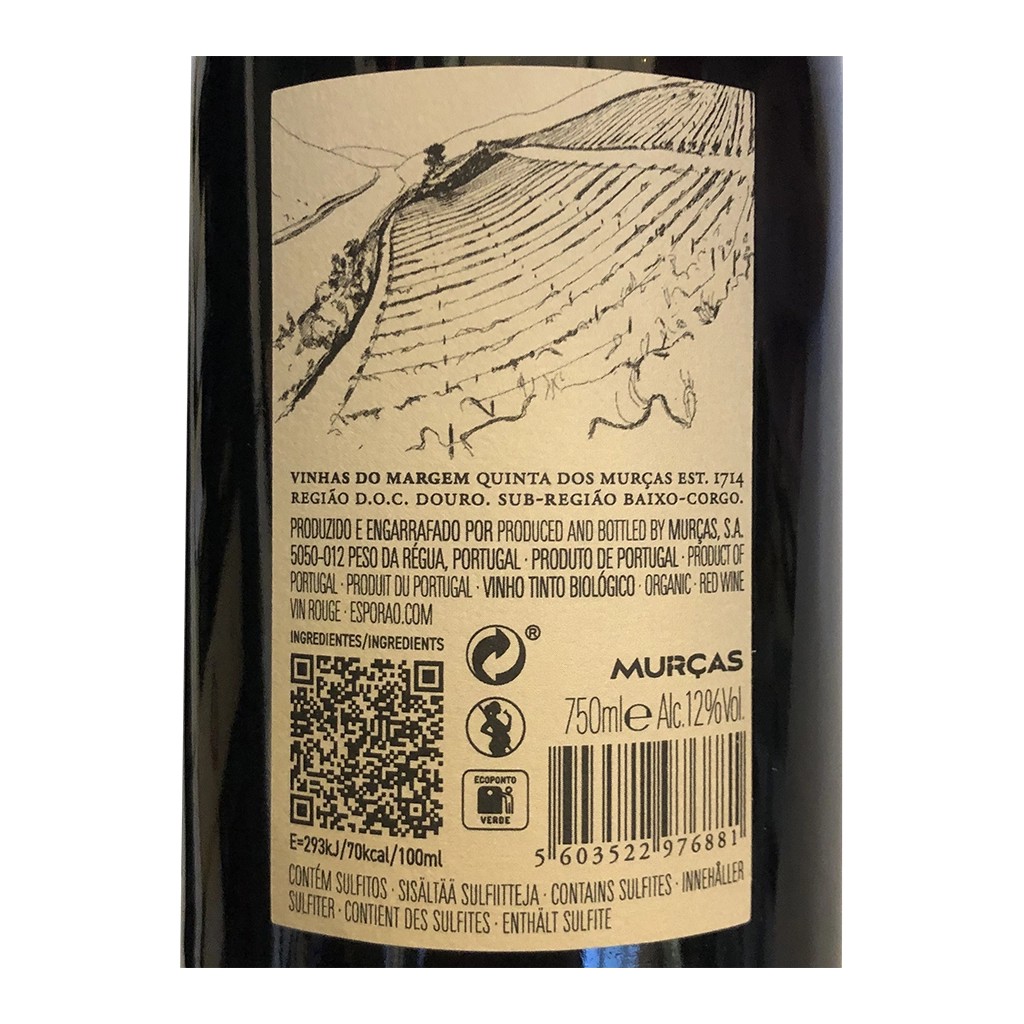 VINHAS DO MARGEM QUINTA DOS MURÇAS EST. 1714
REGIÃO D.O.C. DOURO. SUB-REGIÃO BAIXO-CORGO.
PRODUZIDO E ENGARRAFADO POR PRODUCED AND BOTTLED BY MURÇAS, S.A.
5050-012 PESO DA RÉGUA, PORTUGAL · PRODUTO DE PORTUGAL · PRODUCT OF
PORTUGAL · PRODUIT DU PORTUGAL · VINHO TINTO BIOLÓGICO · ORGANIC · RED WINE
VIN ROUGE · ESPORAO.COM
INGREDIENTES/INGREDIENTS
®
MURÇAS
750ml e Alc.12%Vol.
ECOPONTO
VERDE
5 603522 976881
E=293kJ/70kcal/100ml
CONTÉM SULFITOS · SISÄLTÄÄ SULFIITTEJA · CONTAINS SULFITES · INNEHÅLLER
SULFITER · CONTIENT DES SULFITES · ENTHÄLT SULFITE